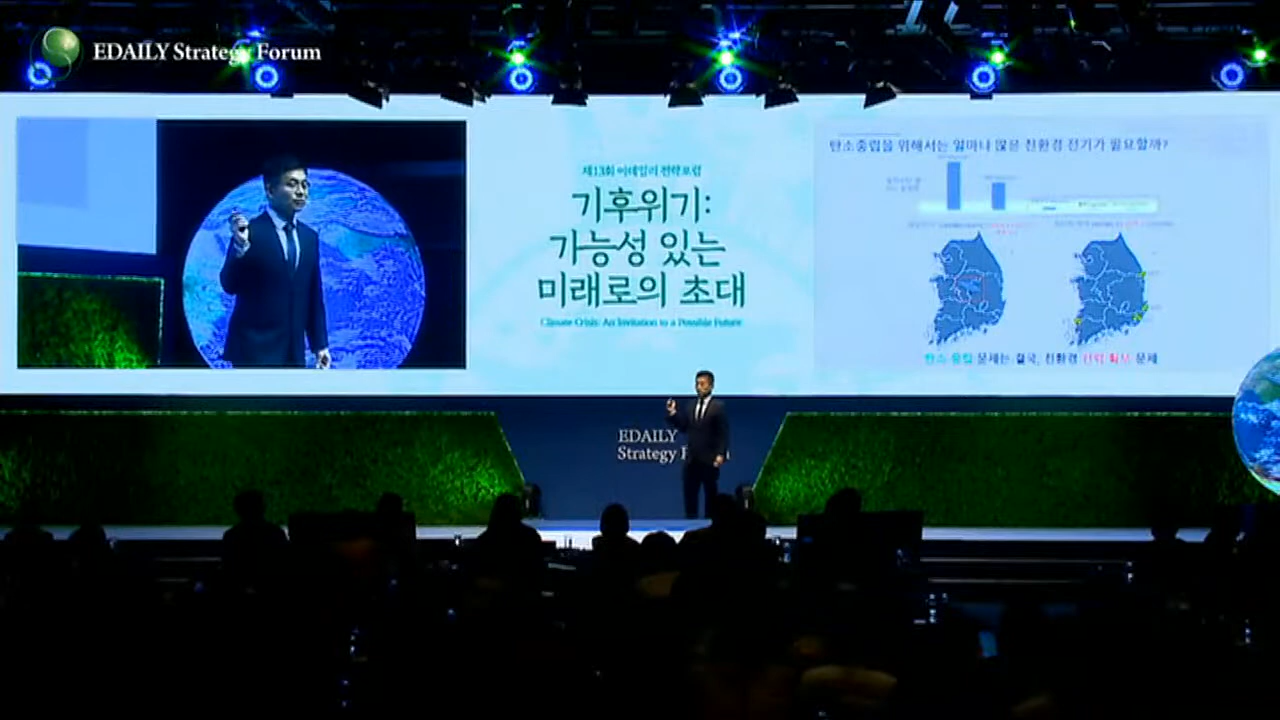 EDAILY Strategy Forum
제13회 이데일리 전략포럼
기후위기:
가능성 있는
미래로의 초대
Climate Crisis: An Invitation to a Possible Future
탄소중립을 위해서는 얼마나 많은 친환경 전기가 필요할까?
탄소 중립 문제는 결국, 친환경 전력 확보 문제
EDAILY
Strategy F